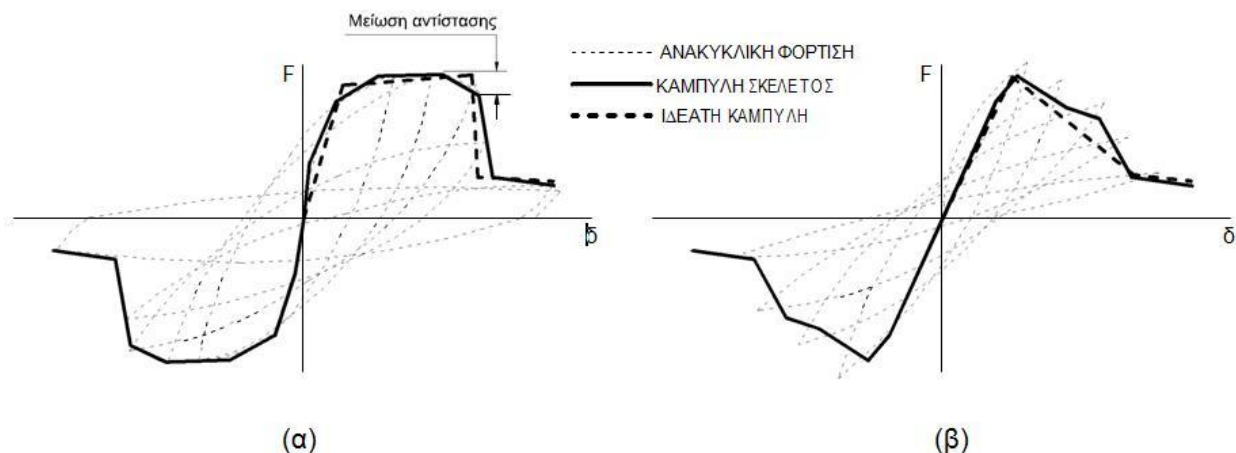 Μείωση αντίστασης
F
δ
ΑΝΑΚΥΚΛΙΚΗ ΦΟΡΤΙΣΗ
ΚΑΜΠΥΛΗ ΣΚΕΛΕΤΟΣ
ΙΔΕΑΤΗ ΚΑΜΠΥΛΗ
F
δ
(α)
(β)